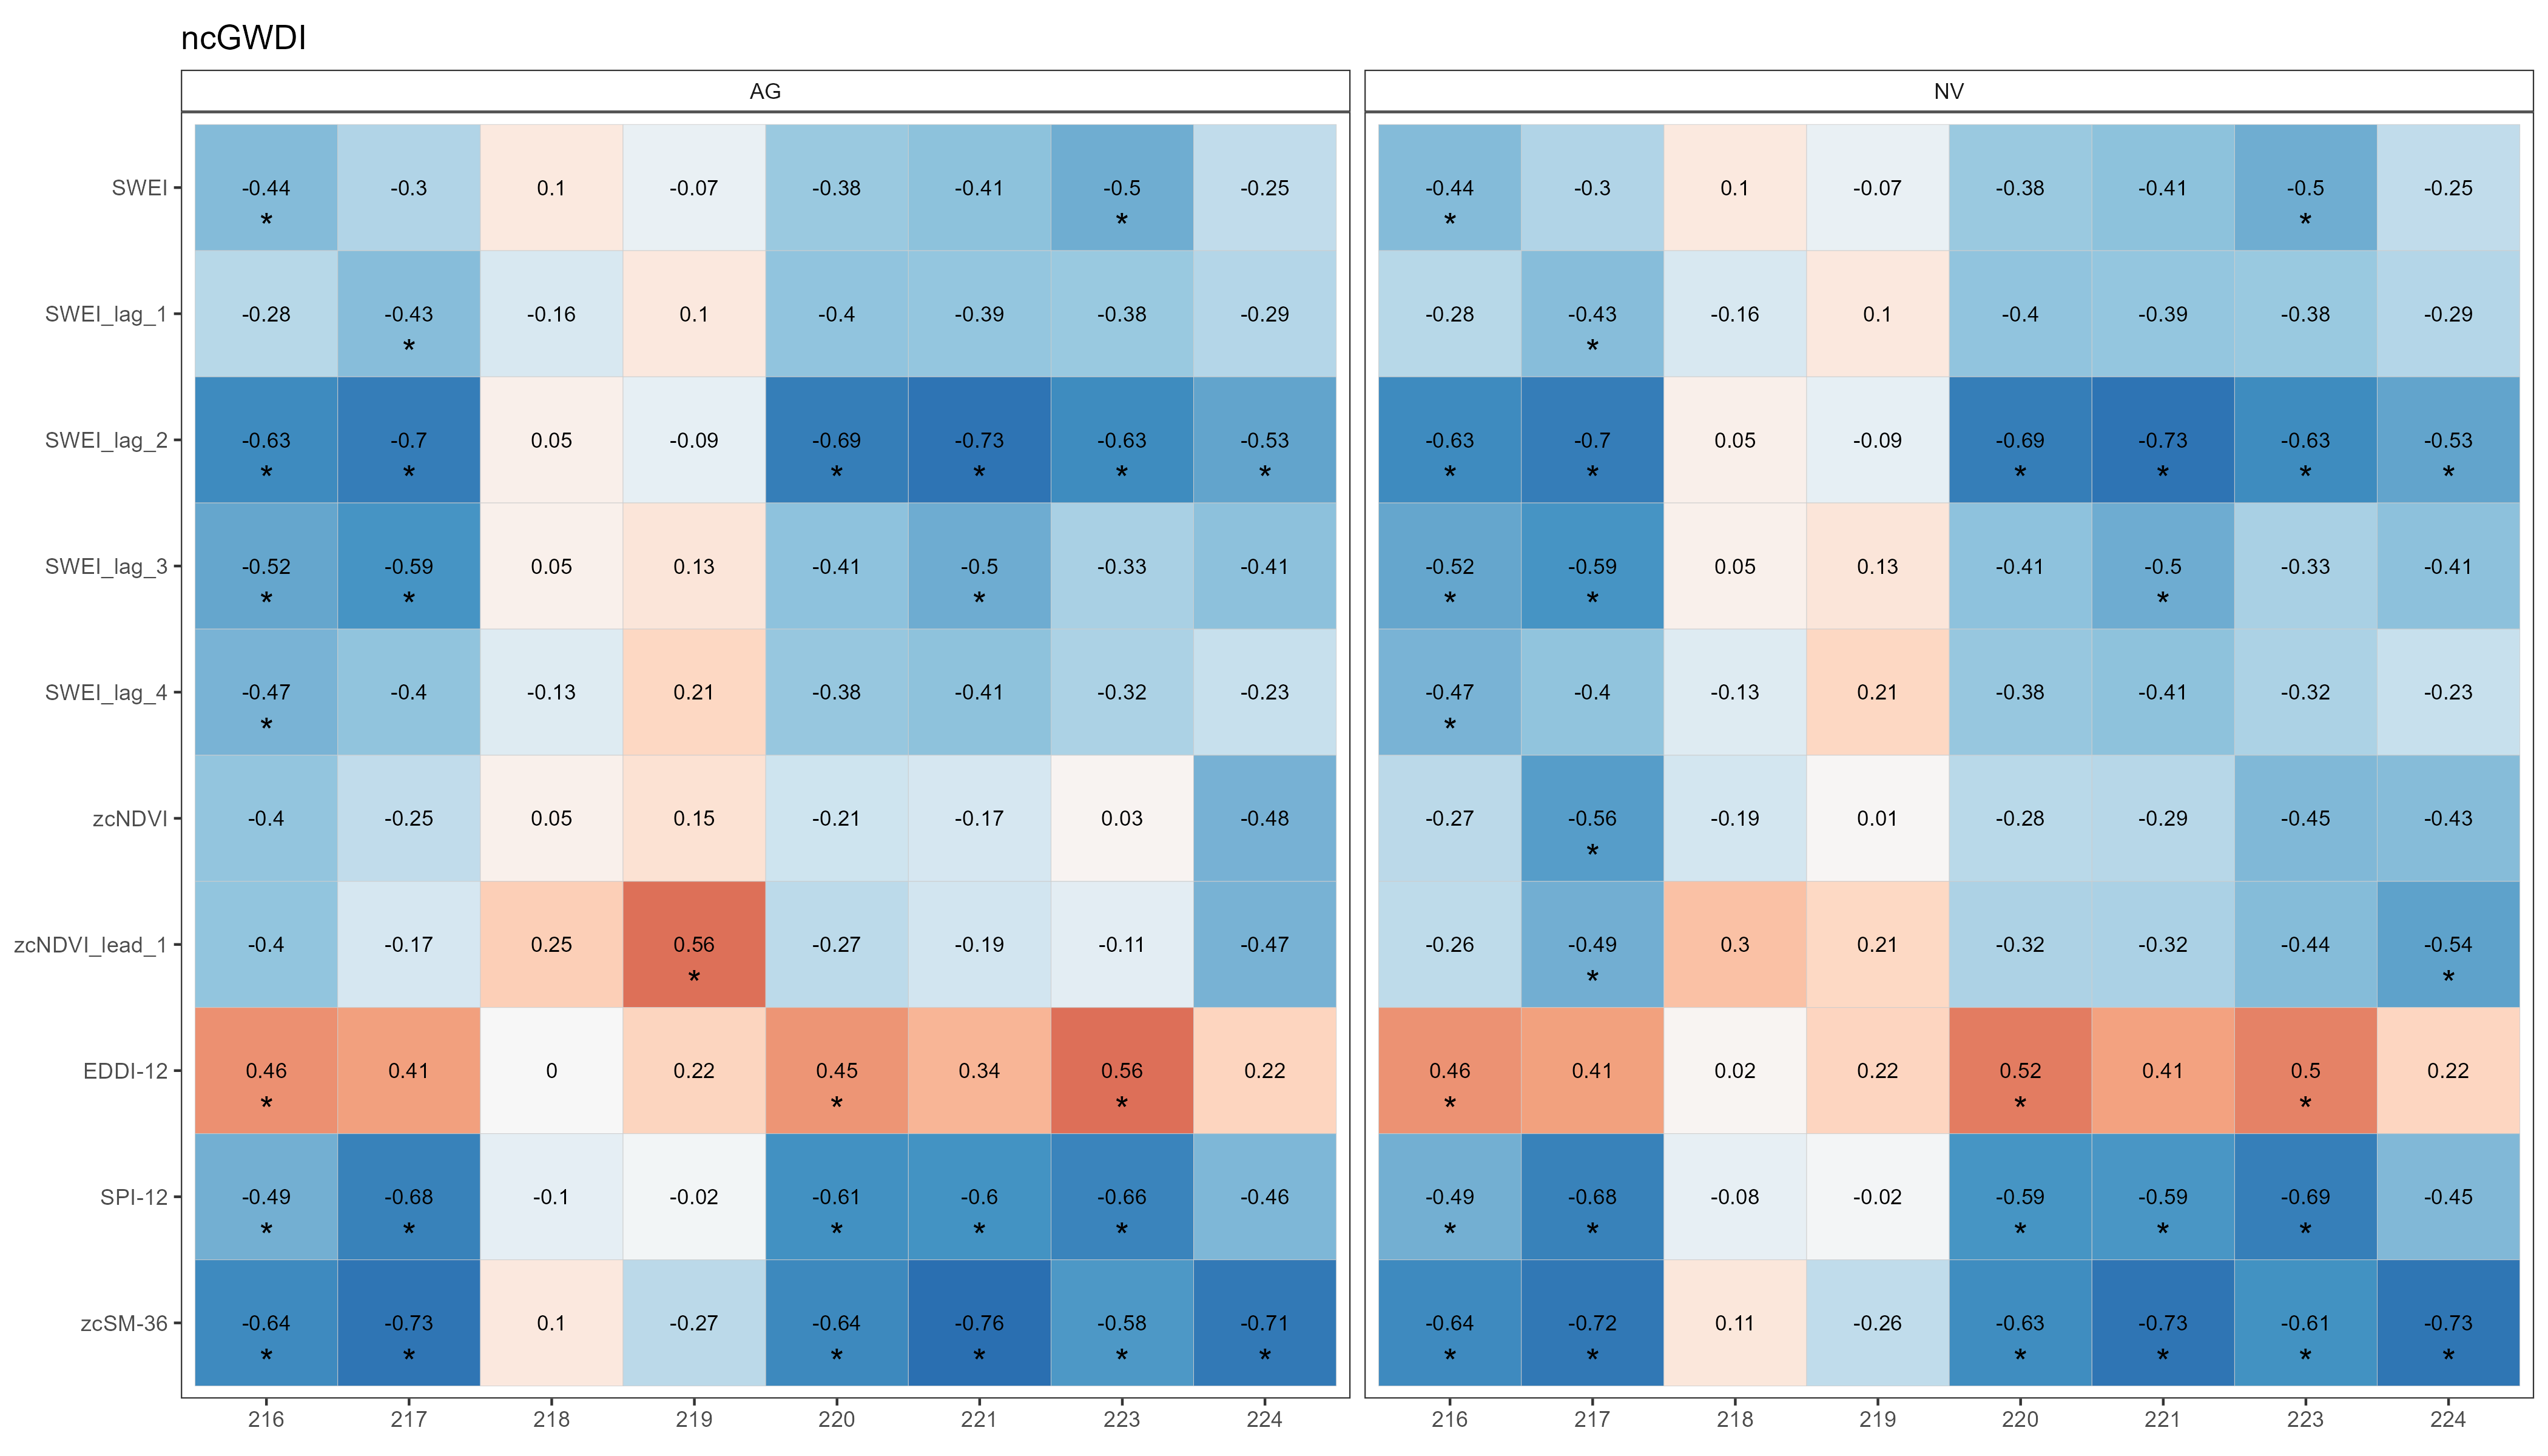 ncGWDI
AG NV
SWEI -0.44 -0.3 0.1 -0.07 -0.38 -0.41 -0.5 -0.25 -0.44 -0.3 0.1 -0.07 -0.38 -0.41 -0.5 -0.25
* * * *
SWEI_lag_1 -0.28 -0.43 -0.16 0.1 -0.4 -0.39 -0.38 -0.29 -0.28 -0.43 -0.16 0.1 -0.4 -0.39 -0.38 -0.29
* *
SWEI_lag_2 -0.63 -0.7 0.05 -0.09 -0.69 -0.73 -0.63 -0.53 -0.63 -0.7 0.05 -0.09 -0.69 -0.73 -0.63 -0.53
* * * * * * * * * * * *
SWEI_lag_3 -0.52 -0.59 0.05 0.13 -0.41 -0.5 -0.33 -0.41 -0.52 -0.59 0.05 0.13 -0.41 -0.5 -0.33 -0.41
* * * * * *
SWEI_lag_4 -0.47 -0.4 -0.13 0.21 -0.38 -0.41 -0.32 -0.23 -0.47 -0.4 -0.13 0.21 -0.38 -0.41 -0.32 -0.23
* *
zcNDVI -0.4 -0.25 0.05 0.15 -0.21 -0.17 0.03 -0.48 -0.27 -0.56 -0.19 0.01 -0.28 -0.29 -0.45 -0.43
*
zcNDVI_lead_1 -0.4 -0.17 0.25 0.56 -0.27 -0.19 -0.11 -0.47 -0.26 -0.49 0.3 0.21 -0.32 -0.32 -0.44 -0.54
* * *
EDDI-12 0.46 0.41 0 0.22 0.45 0.34 0.56 0.22 0.46 0.41 0.02 0.22 0.52 0.41 0.5 0.22
* * * * * *
SPI-12 -0.49 -0.68 -0.1 -0.02 -0.61 -0.6 -0.66 -0.46 -0.49 -0.68 -0.08 -0.02 -0.59 -0.59 -0.69 -0.45
* * * * * * * * * *
zcSM-36 -0.64 -0.73 0.1 -0.27 -0.64 -0.76 -0.58 -0.71 -0.64 -0.72 0.11 -0.26 -0.63 -0.73 -0.61 -0.73
* * * * * * * * * * * *
216 217 218 219 220 221 223 224 216 217 218 219 220 221 223 224